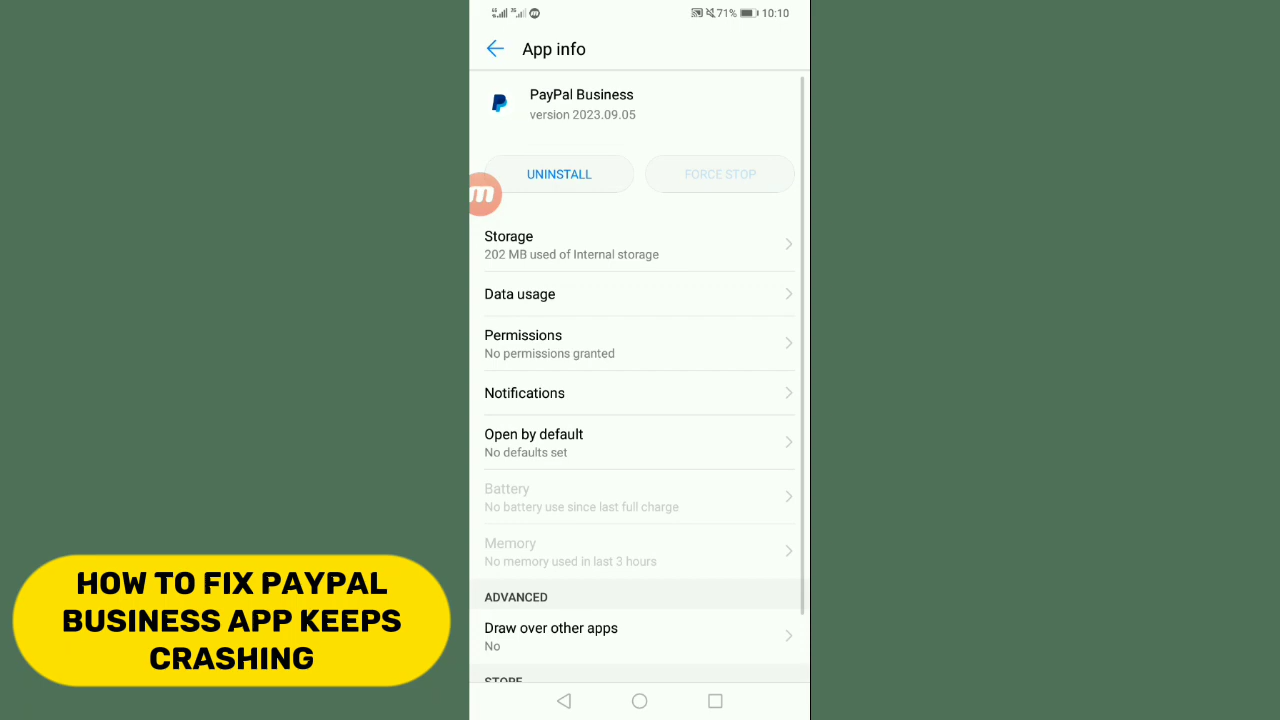 71% 10:10
App info
PayPal Business
version 2023.09.05
UNINSTALL
FORCE STOP
Storage
202 MB used of Internal storage
Data usage
Permissions
No permissions granted
Notifications
Open by default
No defaults set
Battery
No battery use since last full charge
Memory
No memory used in last 3 hours
ADVANCED
Draw over other apps
No
STORE
HOW TO FIX PAYPAL
BUSINESS APP KEEPS
CRASHING